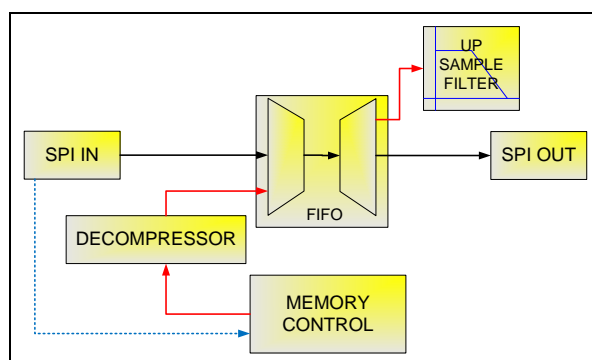 UP
SAMPLE
FILTER
SPI IN
SPI OUT
FIFO
DECOMPRESSOR
MEMORY
CONTROL